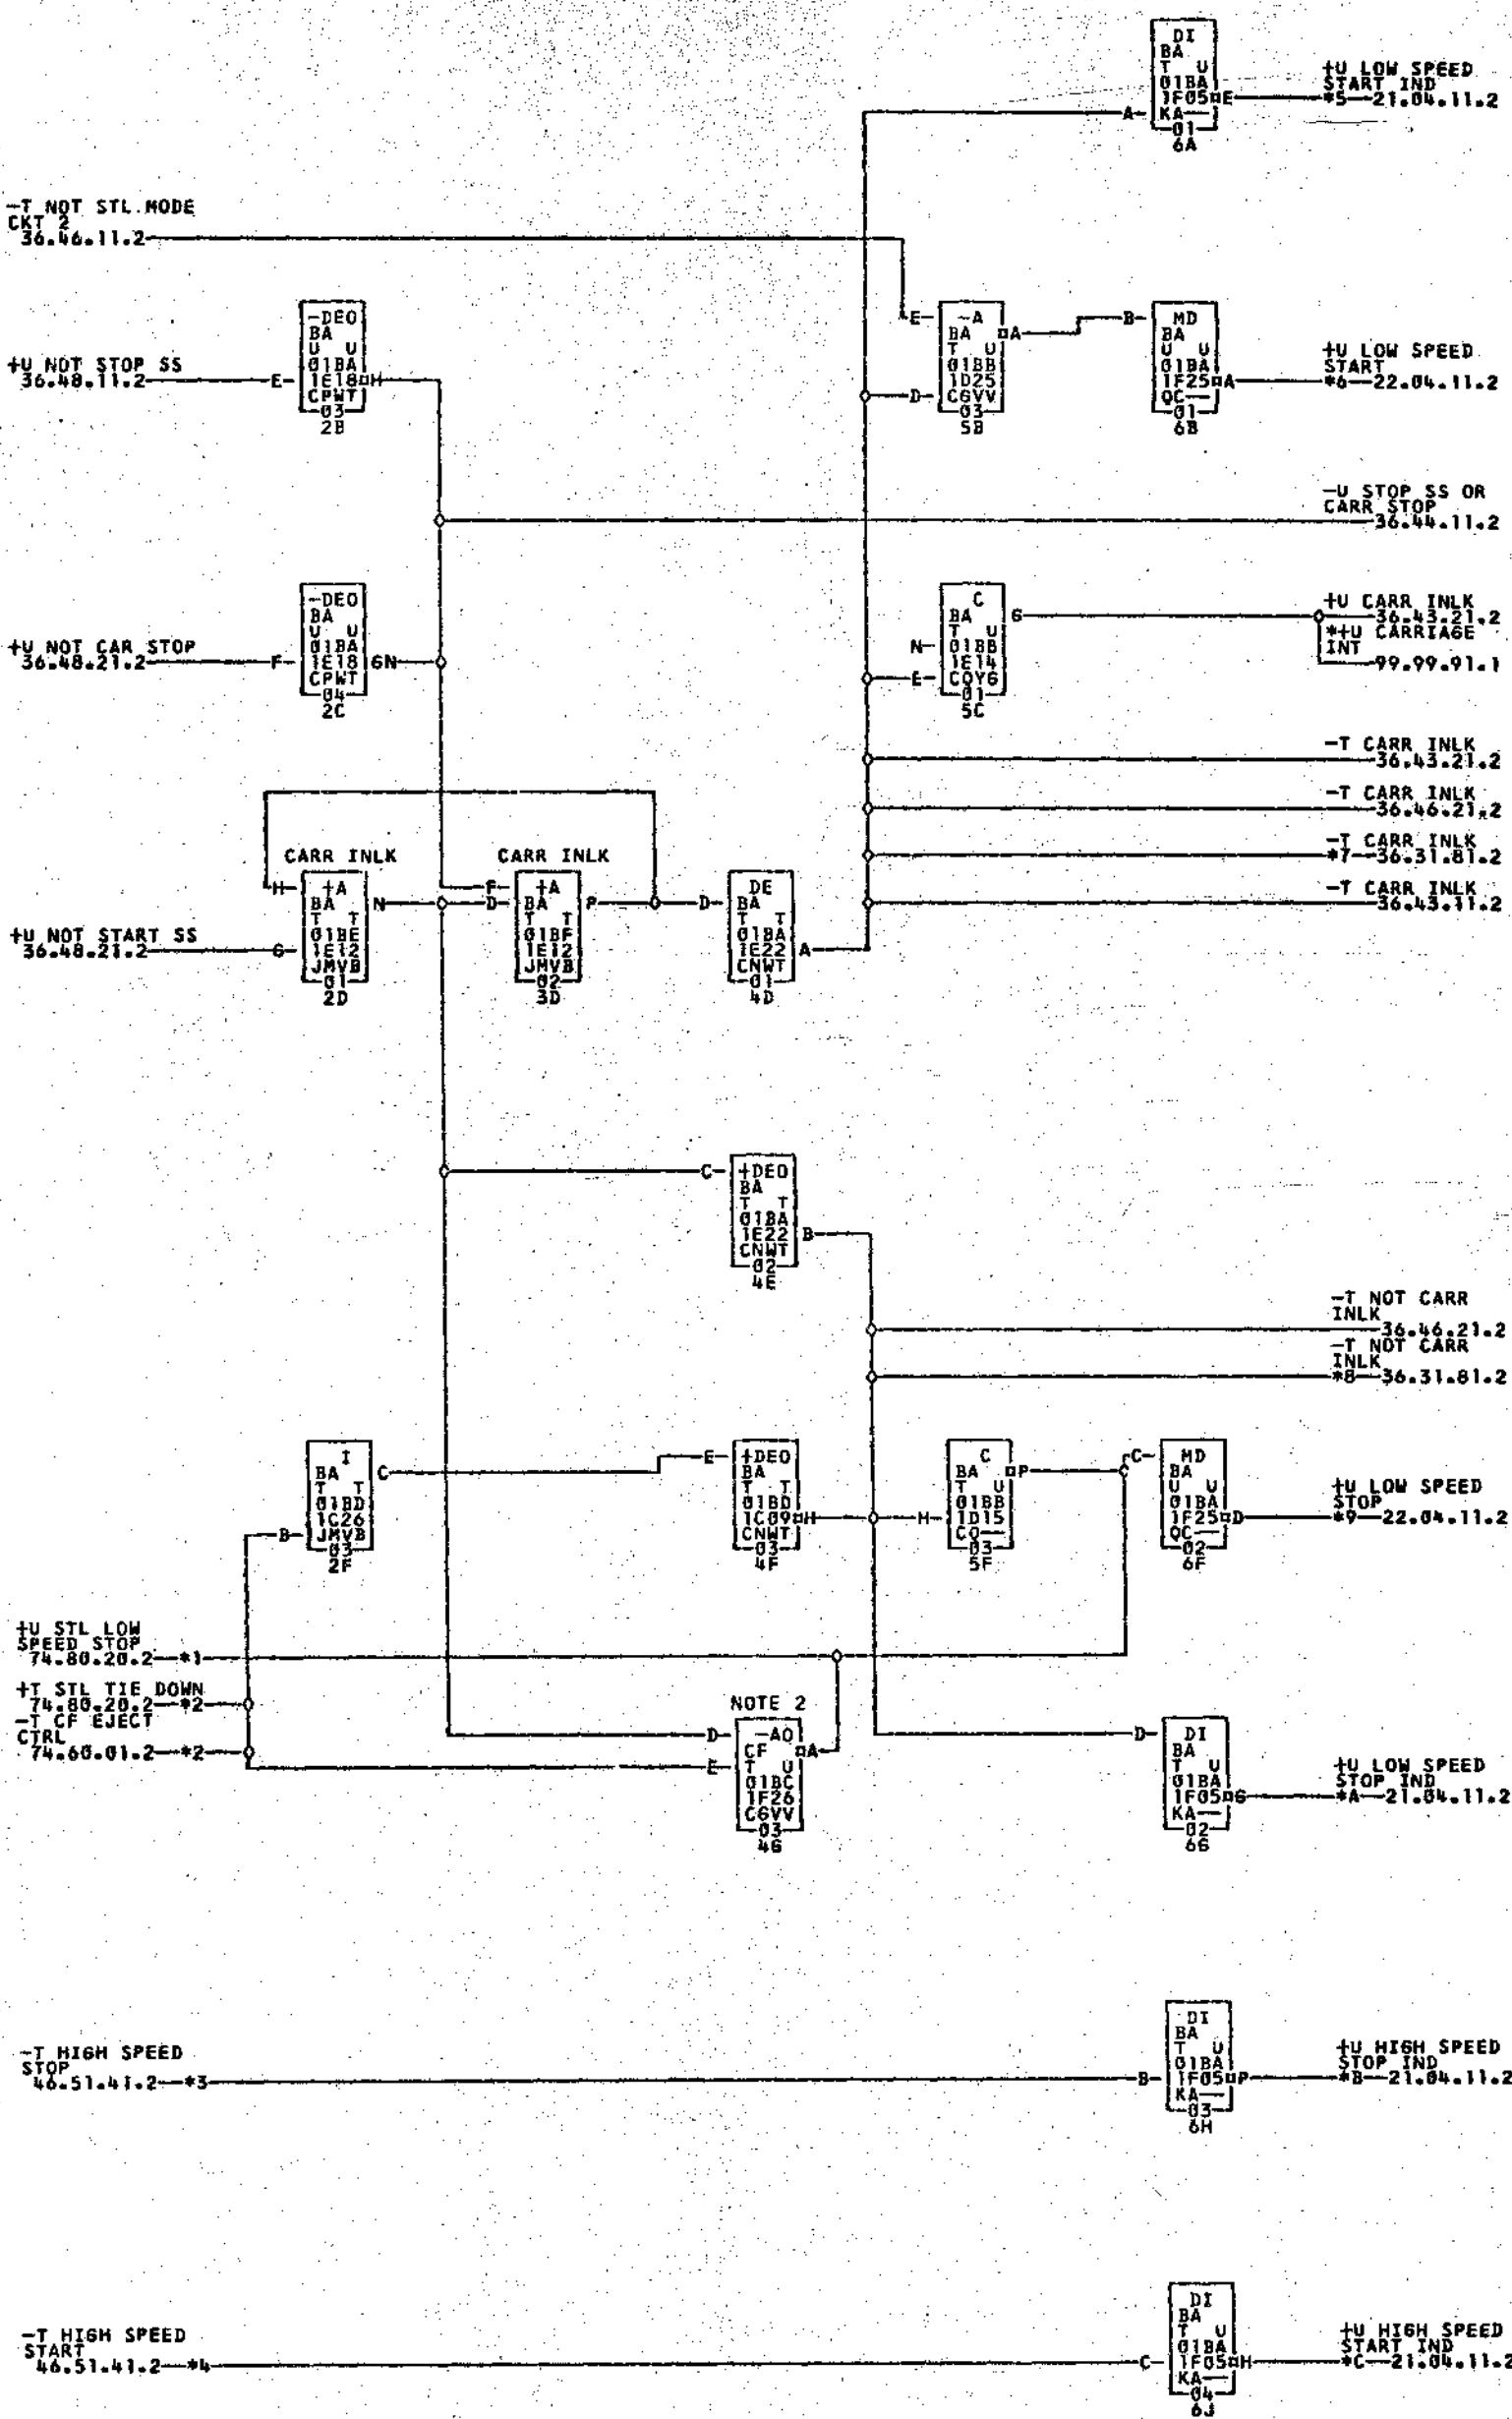 DI
BA
T U
01BA
1F05¤E
A-KA
01
6A
+U LOW SPEED
START IND
*5—21.04.11.2
-T NOT STL MODE
CKT 2
36.46.11.2
-DEO
BA
U U
01BA
E-1E18¤H
CPWT
03
2B
+U NOT STOP SS
36.48.11.2
E- -A
BA ¤A
T U
01BB
1D25
D-CGVV
03
5B
B- MD
BA
U U
01BA
1F25¤A
QC
01
6B
+U LOW SPEED
START
*6—22.04.11.2
-U STOP SS OR
CARR STOP
36.44.11.2
-DEO
BA
U U
01BA
F-1E18 GN
CPWT
04
2C
+U NOT CAR STOP
36.48.21.2
C
BA G
T U
N-01BB
1E14
E-CQY6
01
5C
+U CARR INLK
36.43.21.2
*+U CARRIAGE
INT
99.99.91.1
-T CARR INLK
36.43.21.2
-T CARR INLK
36.46.21.2
-T CARR INLK
*7—36.31.81.2
-T CARR INLK
36.43.11.2
CARR INLK
H- +A
BA N
T T
01BE
1E12
G-JMVB
01
2D
+U NOT START SS
36.48.21.2
CARR INLK
F- +A
D-BA P
T T
01BF
1E12
JMVB
02
3D
DE
D-BA
T T
01BA
1E22 A
CNWT
01
4D
C- +DEO
BA
T T
01BA
1E22 B
CNWT
02
4E
-T NOT CARR
INLK
36.46.21.2
-T NOT CARR
INLK
*8—36.31.81.2
I
BA C
T T
01BD
1C26
B-JMVB
03
2F
E- +DEO
BA
T T
01BD
1C09¤H
CNWT
03
4F
C
BA ¤P
T U
01BB
H-1D15
CQ
03
5F
C- MD
C
BA
U U
01BA
1F25¤D
QC
02
6F
+U LOW SPEED
STOP
*9—22.04.11.2
+U STL LOW
SPEED STOP
74.80.20.2—*1
+T STL TIE DOWN
74.80.20.2—*2
-T CF EJECT
CTRL
74.60.01.2—*2
NOTE 2
D- -AO
CF ¤A
E-T U
01BC
1F26
CGVV
03
4G
D- DI
BA
T U
01BA
1F05¤G
KA
02
6G
+U LOW SPEED
STOP IND
*A—21.04.11.2
-T HIGH SPEED
STOP
46.51.41.2—*3
DI
BA
T U
01BA
B-1F05¤P
KA
03
6H
+U HIGH SPEED
STOP IND
*B—21.04.11.2
-T HIGH SPEED
START
46.51.41.2—*4
DI
BA
T U
01BA
C-1F05¤H
KA
04
6J
+U HIGH SPEED
START IND
*C—21.04.11.2